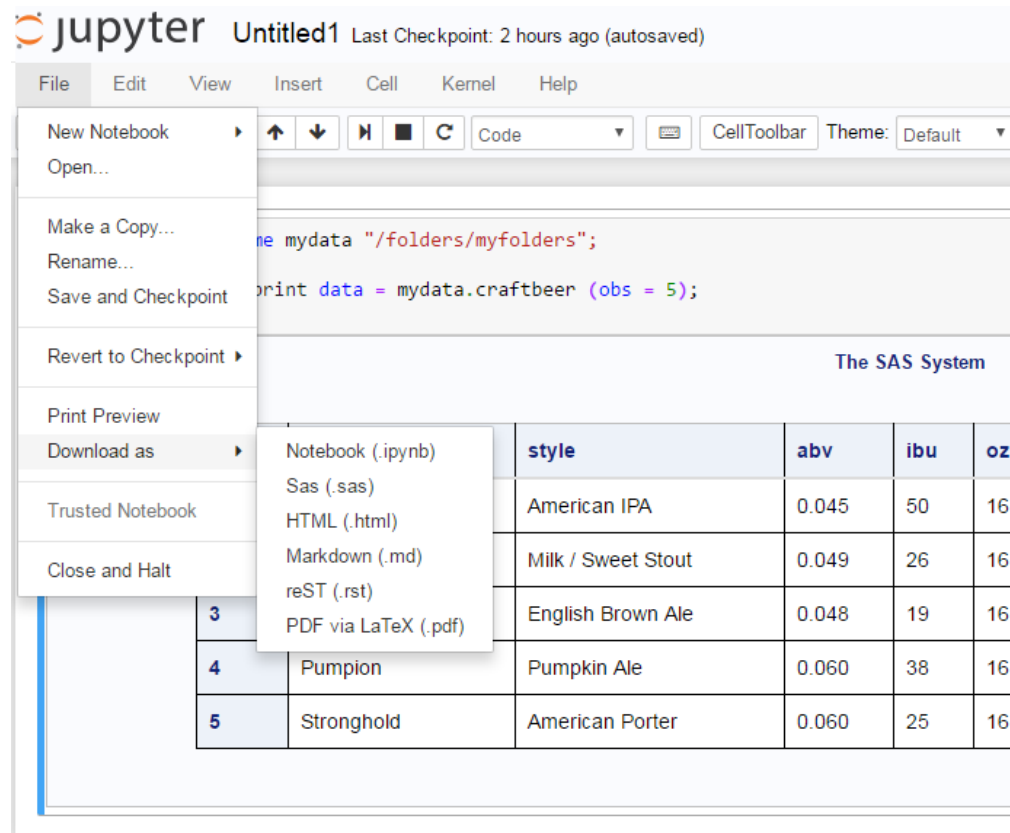 jupyter Untitled1 Last Checkpoint: 2 hours ago (autosaved)
File Edit View Insert Cell Kernel Help
New Notebook
Open...
Make a Copy...
Rename...
Save and Checkpoint
Revert to Checkpoint
Print Preview
Download as
Trusted Notebook
Close and Halt
Notebook (.ipynb)
Sas (.sas)
HTML (.html)
Markdown (.md)
reST (.rst)
PDF via LaTeX (.pdf)
Code CellToolbar Theme: Default
me mydata "/folders/myfolders";
print data = mydata.craftbeer (obs = 5);
The SAS System
style abv ibu oz
American IPA 0.045 50 16
Milk / Sweet Stout 0.049 26 16
3 English Brown Ale 0.048 19 16
4 Pumpion Pumpkin Ale 0.060 38 16
5 Stronghold American Porter 0.060 25 16